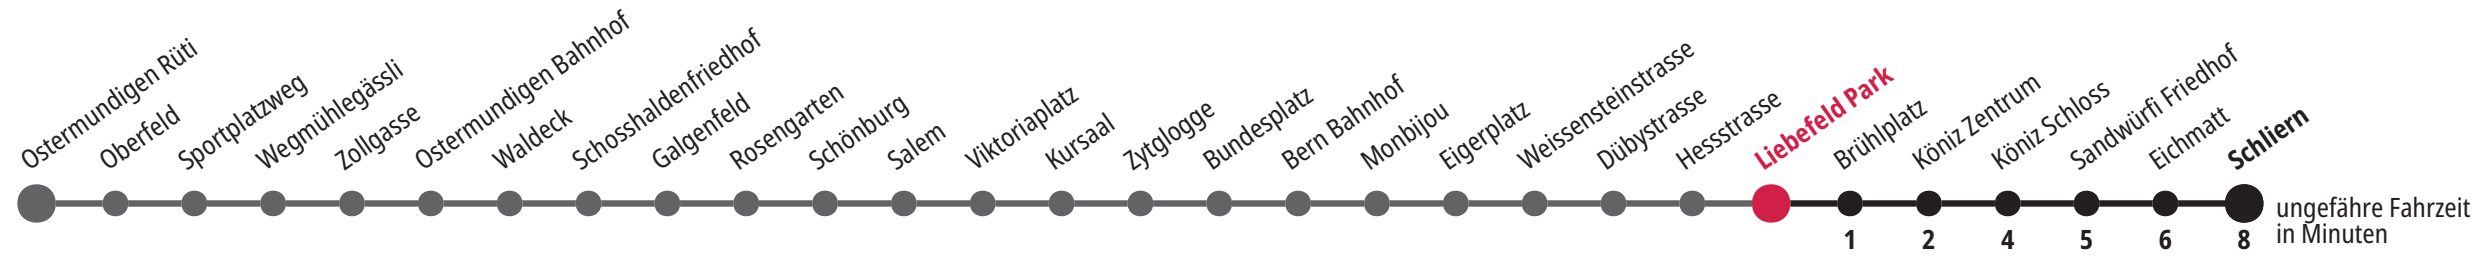 Ostermundigen Rüti
Oberfeld
Sportplatzweg
Wegmühlegässli
Zollgasse
Ostermundigen Bahnhof
Waldeck
Schosshaldenfriedhof
Galgenfeld
Rosengarten
Schönburg
Salem
Viktoriaplatz
Kursaal
Zytglogge
Bundesplatz
Bern Bahnhof
Monbijou
Eigerplatz
Weissensteinstrasse
Dübystrasse
Hessstrasse
Liebefeld Park
Brühlplatz
Köniz Zentrum
Köniz Schloss
Sandwürfi Friedhof
Eichmatt
Schliern
1 2 4 5 6 8
ungefähre Fahrzeit
in Minuten